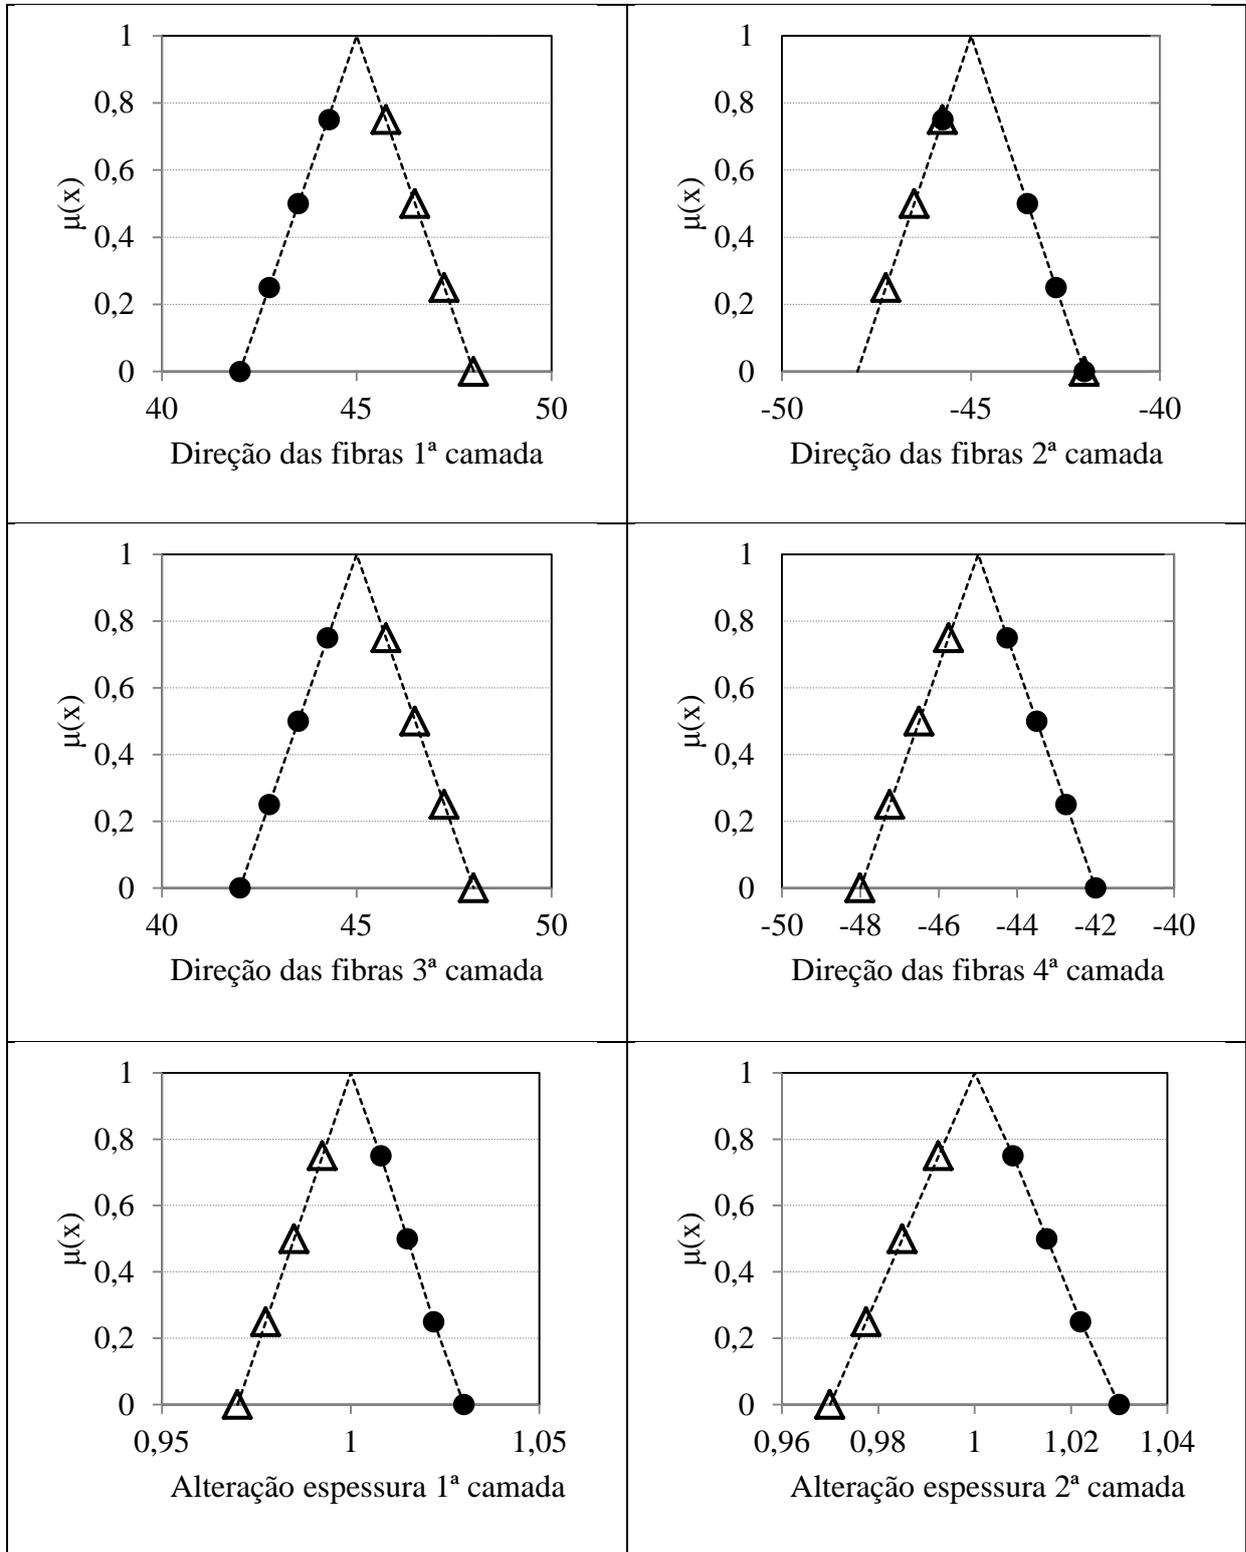 1
0,8
0,6
0,4
0,2
0
μ(x)
40 45 50
Direção das fibras 1ª camada
1
0,8
0,6
0,4
0,2
0
μ(x)
-50 -45 -40
Direção das fibras 2ª camada
1
0,8
0,6
0,4
0,2
0
μ(x)
40 45 50
Direção das fibras 3ª camada
1
0,8
0,6
0,4
0,2
0
μ(x)
-50 -48 -46 -44 -42 -40
Direção das fibras 4ª camada
1
0,8
0,6
0,4
0,2
0
μ(x)
0,95 1 1,05
Alteração espessura 1ª camada
1
0,8
0,6
0,4
0,2
0
μ(x)
0,96 0,98 1 1,02 1,04
Alteração espessura 2ª camada